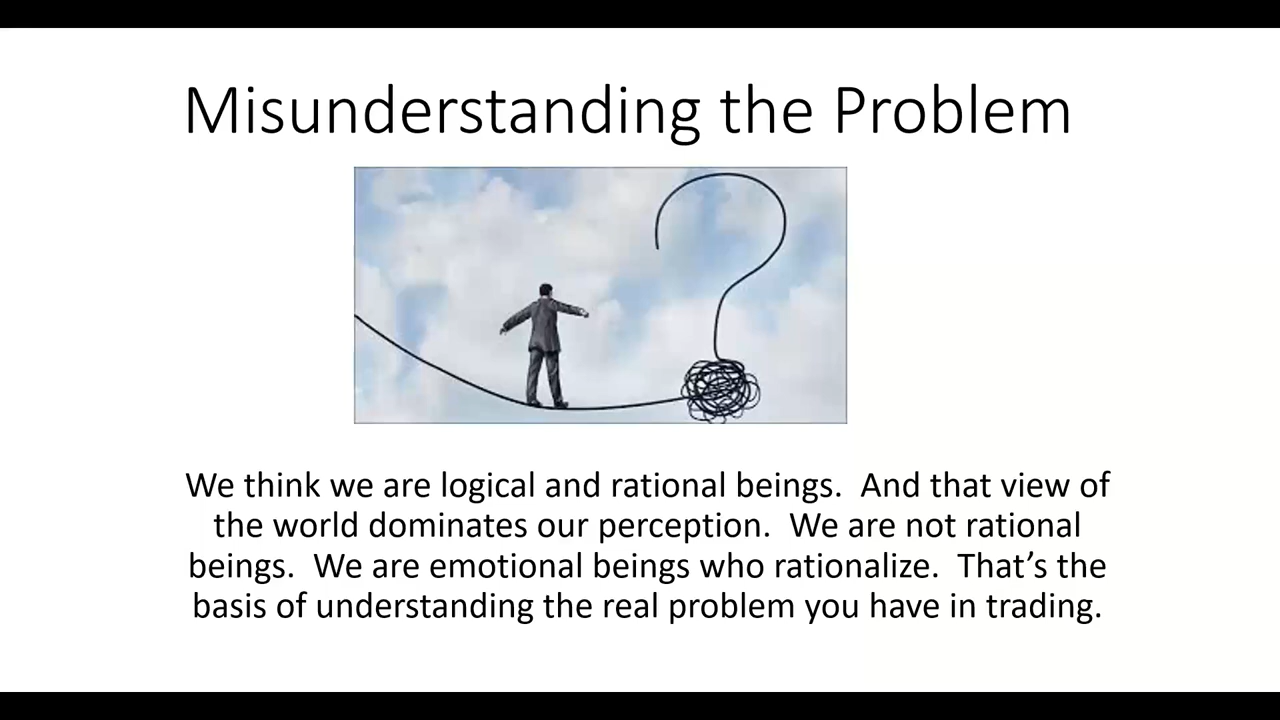 Misunderstanding the Problem
We think we are logical and rational beings.  And that view of
the world dominates our perception.  We are not rational
beings.  We are emotional beings who rationalize.  That’s the
basis of understanding the real problem you have in trading.